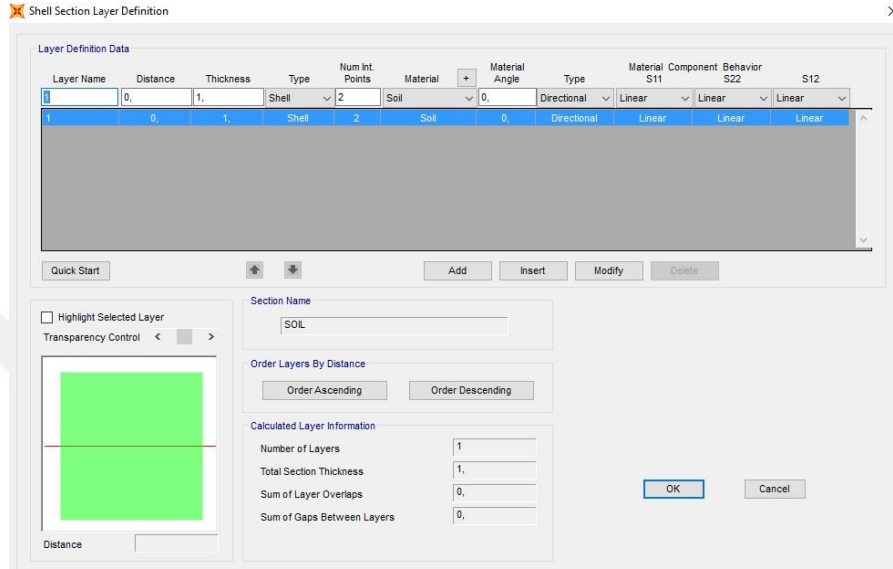 Shell Section Layer Definition
Layer Definition Data
Layer Name Distance Thickness Type Num Int. Points Material + Material Angle Type Material Component Behavior S11 S22 S12
1 0, 1, Shell 2 Soil 0, Directional Linear Linear Linear
1 0, 1, Shell 2 Soil 0, Directional Linear Linear Linear
Quick Start Add Insert Modify Delete
Highlight Selected Layer
Transparency Control < >
Distance
Section Name
SOIL
Order Layers By Distance
Order Ascending Order Descending
Calculated Layer Information
Number of Layers 1
Total Section Thickness 1,
Sum of Layer Overlaps 0,
Sum of Gaps Between Layers 0,
OK Cancel